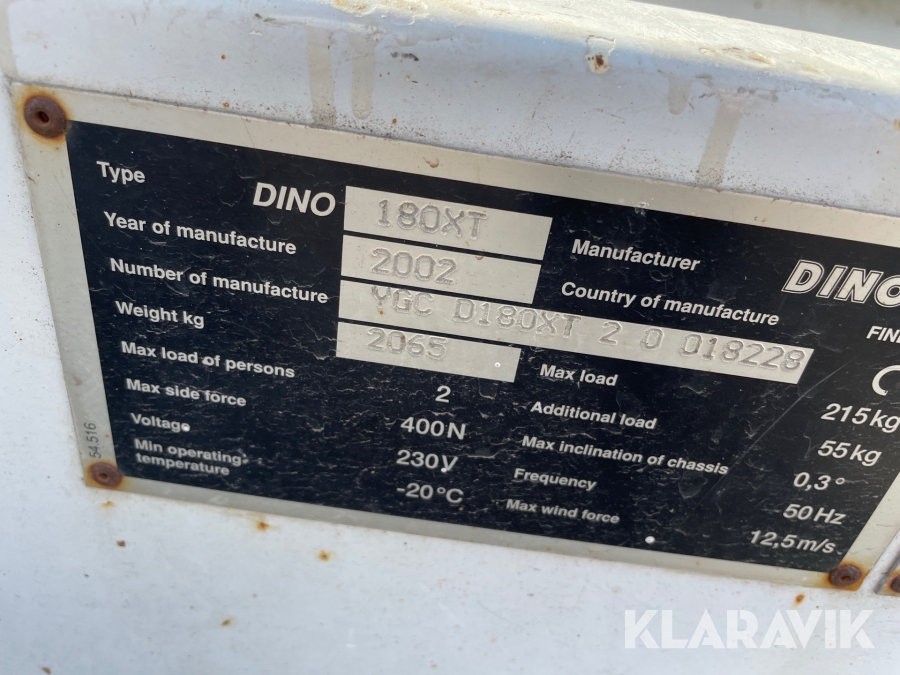 Type DINO 180XT
Year of manufacture 2002
Number of manufacture YGC D180XT 2 0 018228
Weight kg 2065
Max load of persons 2
Max side force 400N
Voltage 230V
Min operating temperature -20°C
Manufacturer DINO
Country of manufacture FIN
Max load 215kg
Additional load 55kg
Max inclination of chassis 0,3°
Frequency 50Hz
Max wind force 12,5m/s
54.516
KLARAVIK